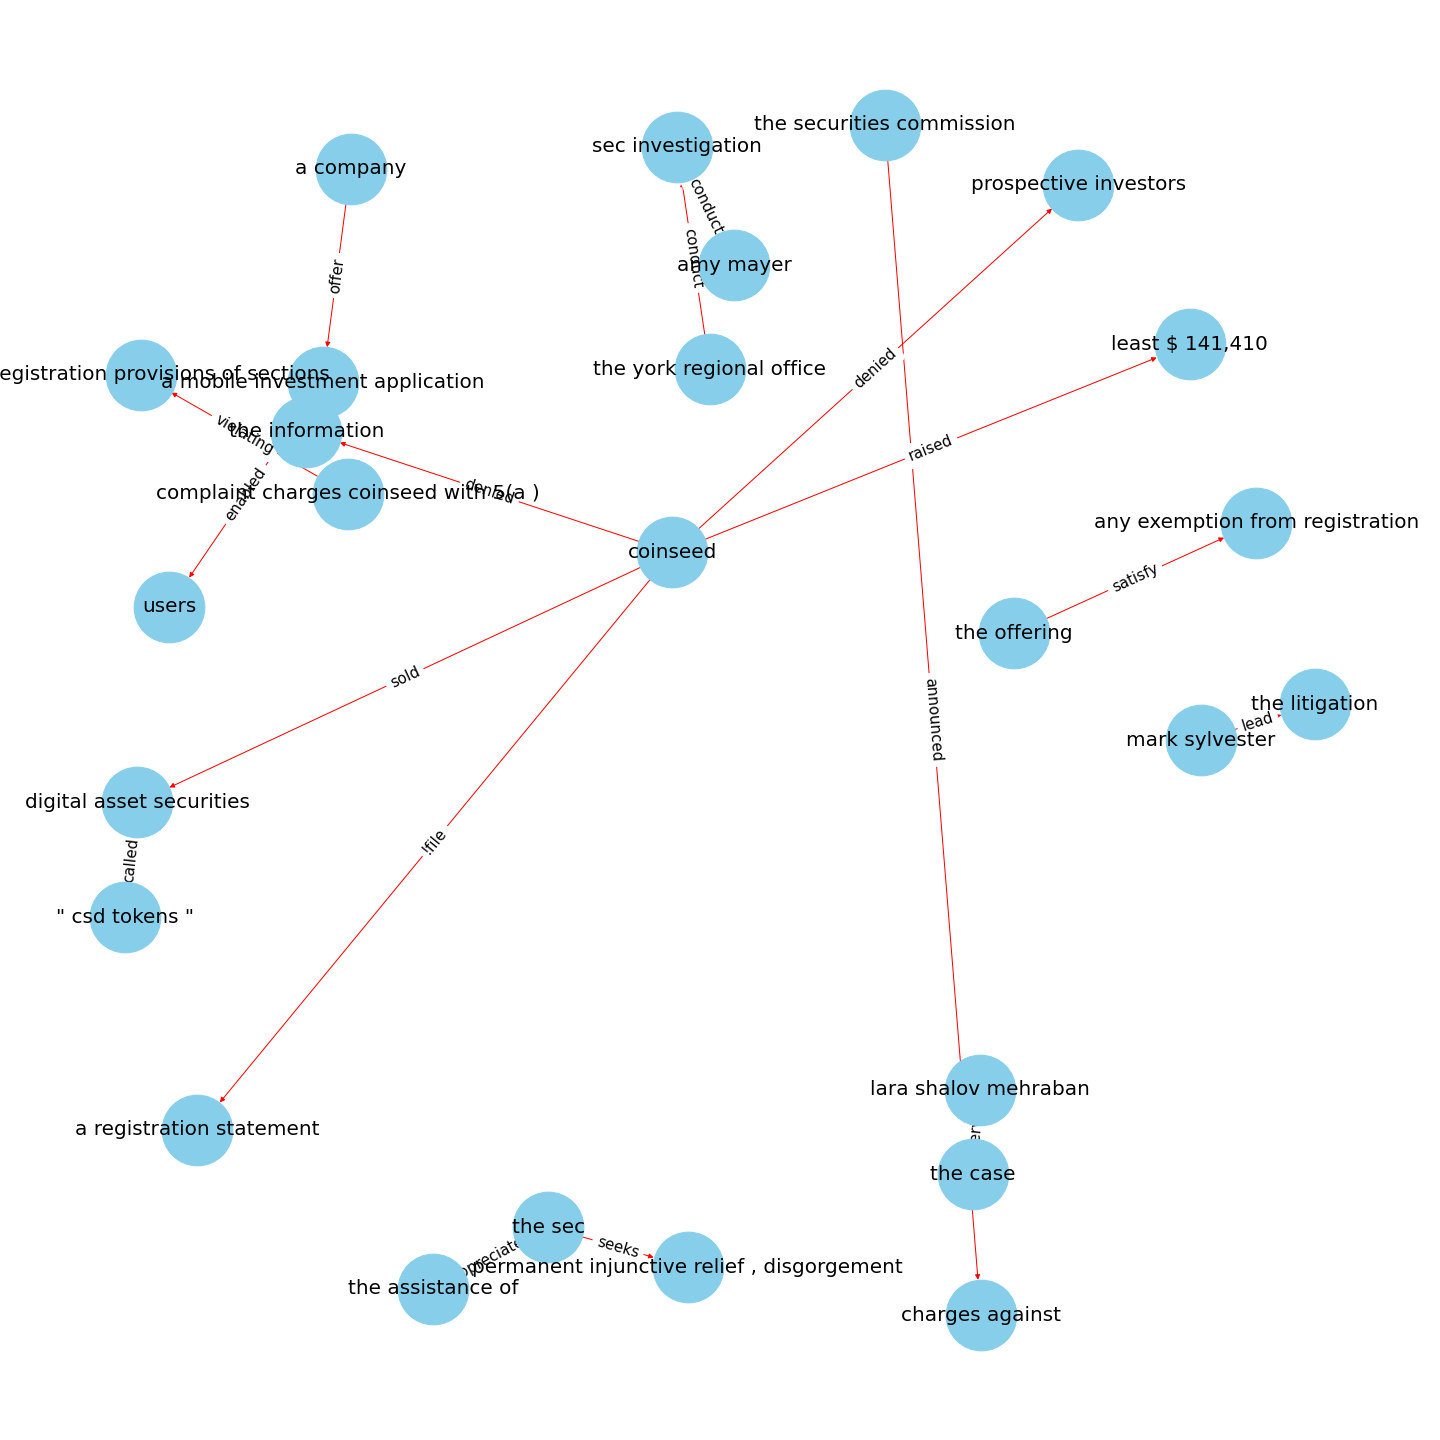 the securities commission
sec investigation
a company
prospective investors
conduct
conduct
amy mayer
offer
the york regional office
least $ 141,410
denied
egistration provisions of sections
a mobile investment application
violating
the information
raised
enabled
complaint charges coinseed with 5(a )
denied
any exemption from registration
coinseed
satisfy
users
the offering
sold
announced
the litigation
lead
mark sylvester
digital asset securities
called
!file
" csd tokens "
lara shalov mehraban
a registration statement
the case
the sec
seeks
permanent injunctive relief , disgorgement
the assistance of
charges against